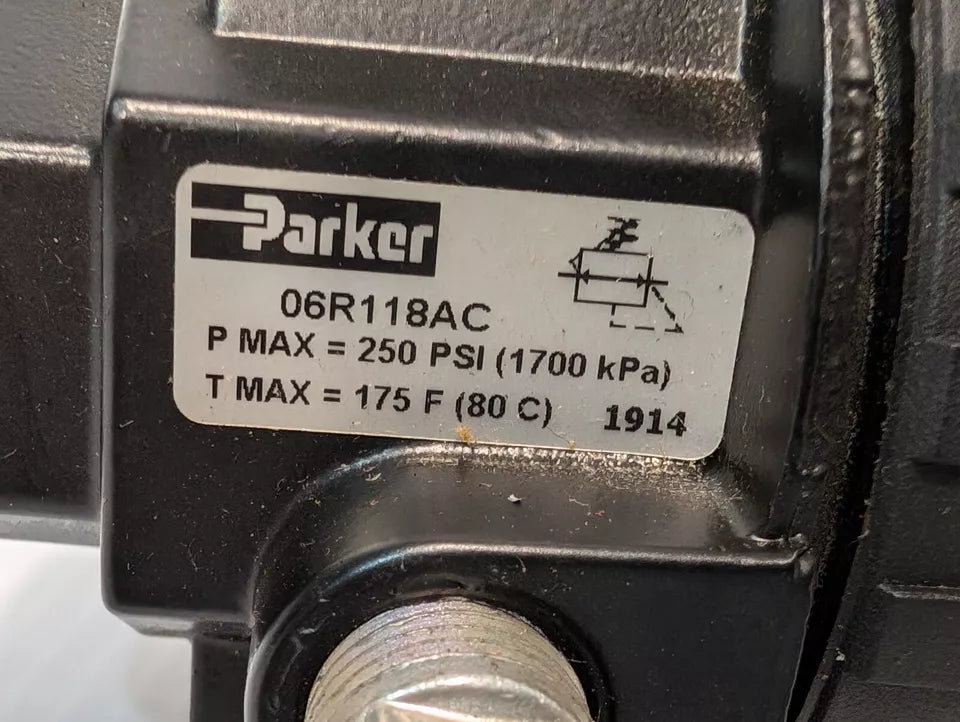 Parker
06R118AC
P MAX = 250 PSI (1700 kPa)
T MAX = 175 F (80 C) 1914